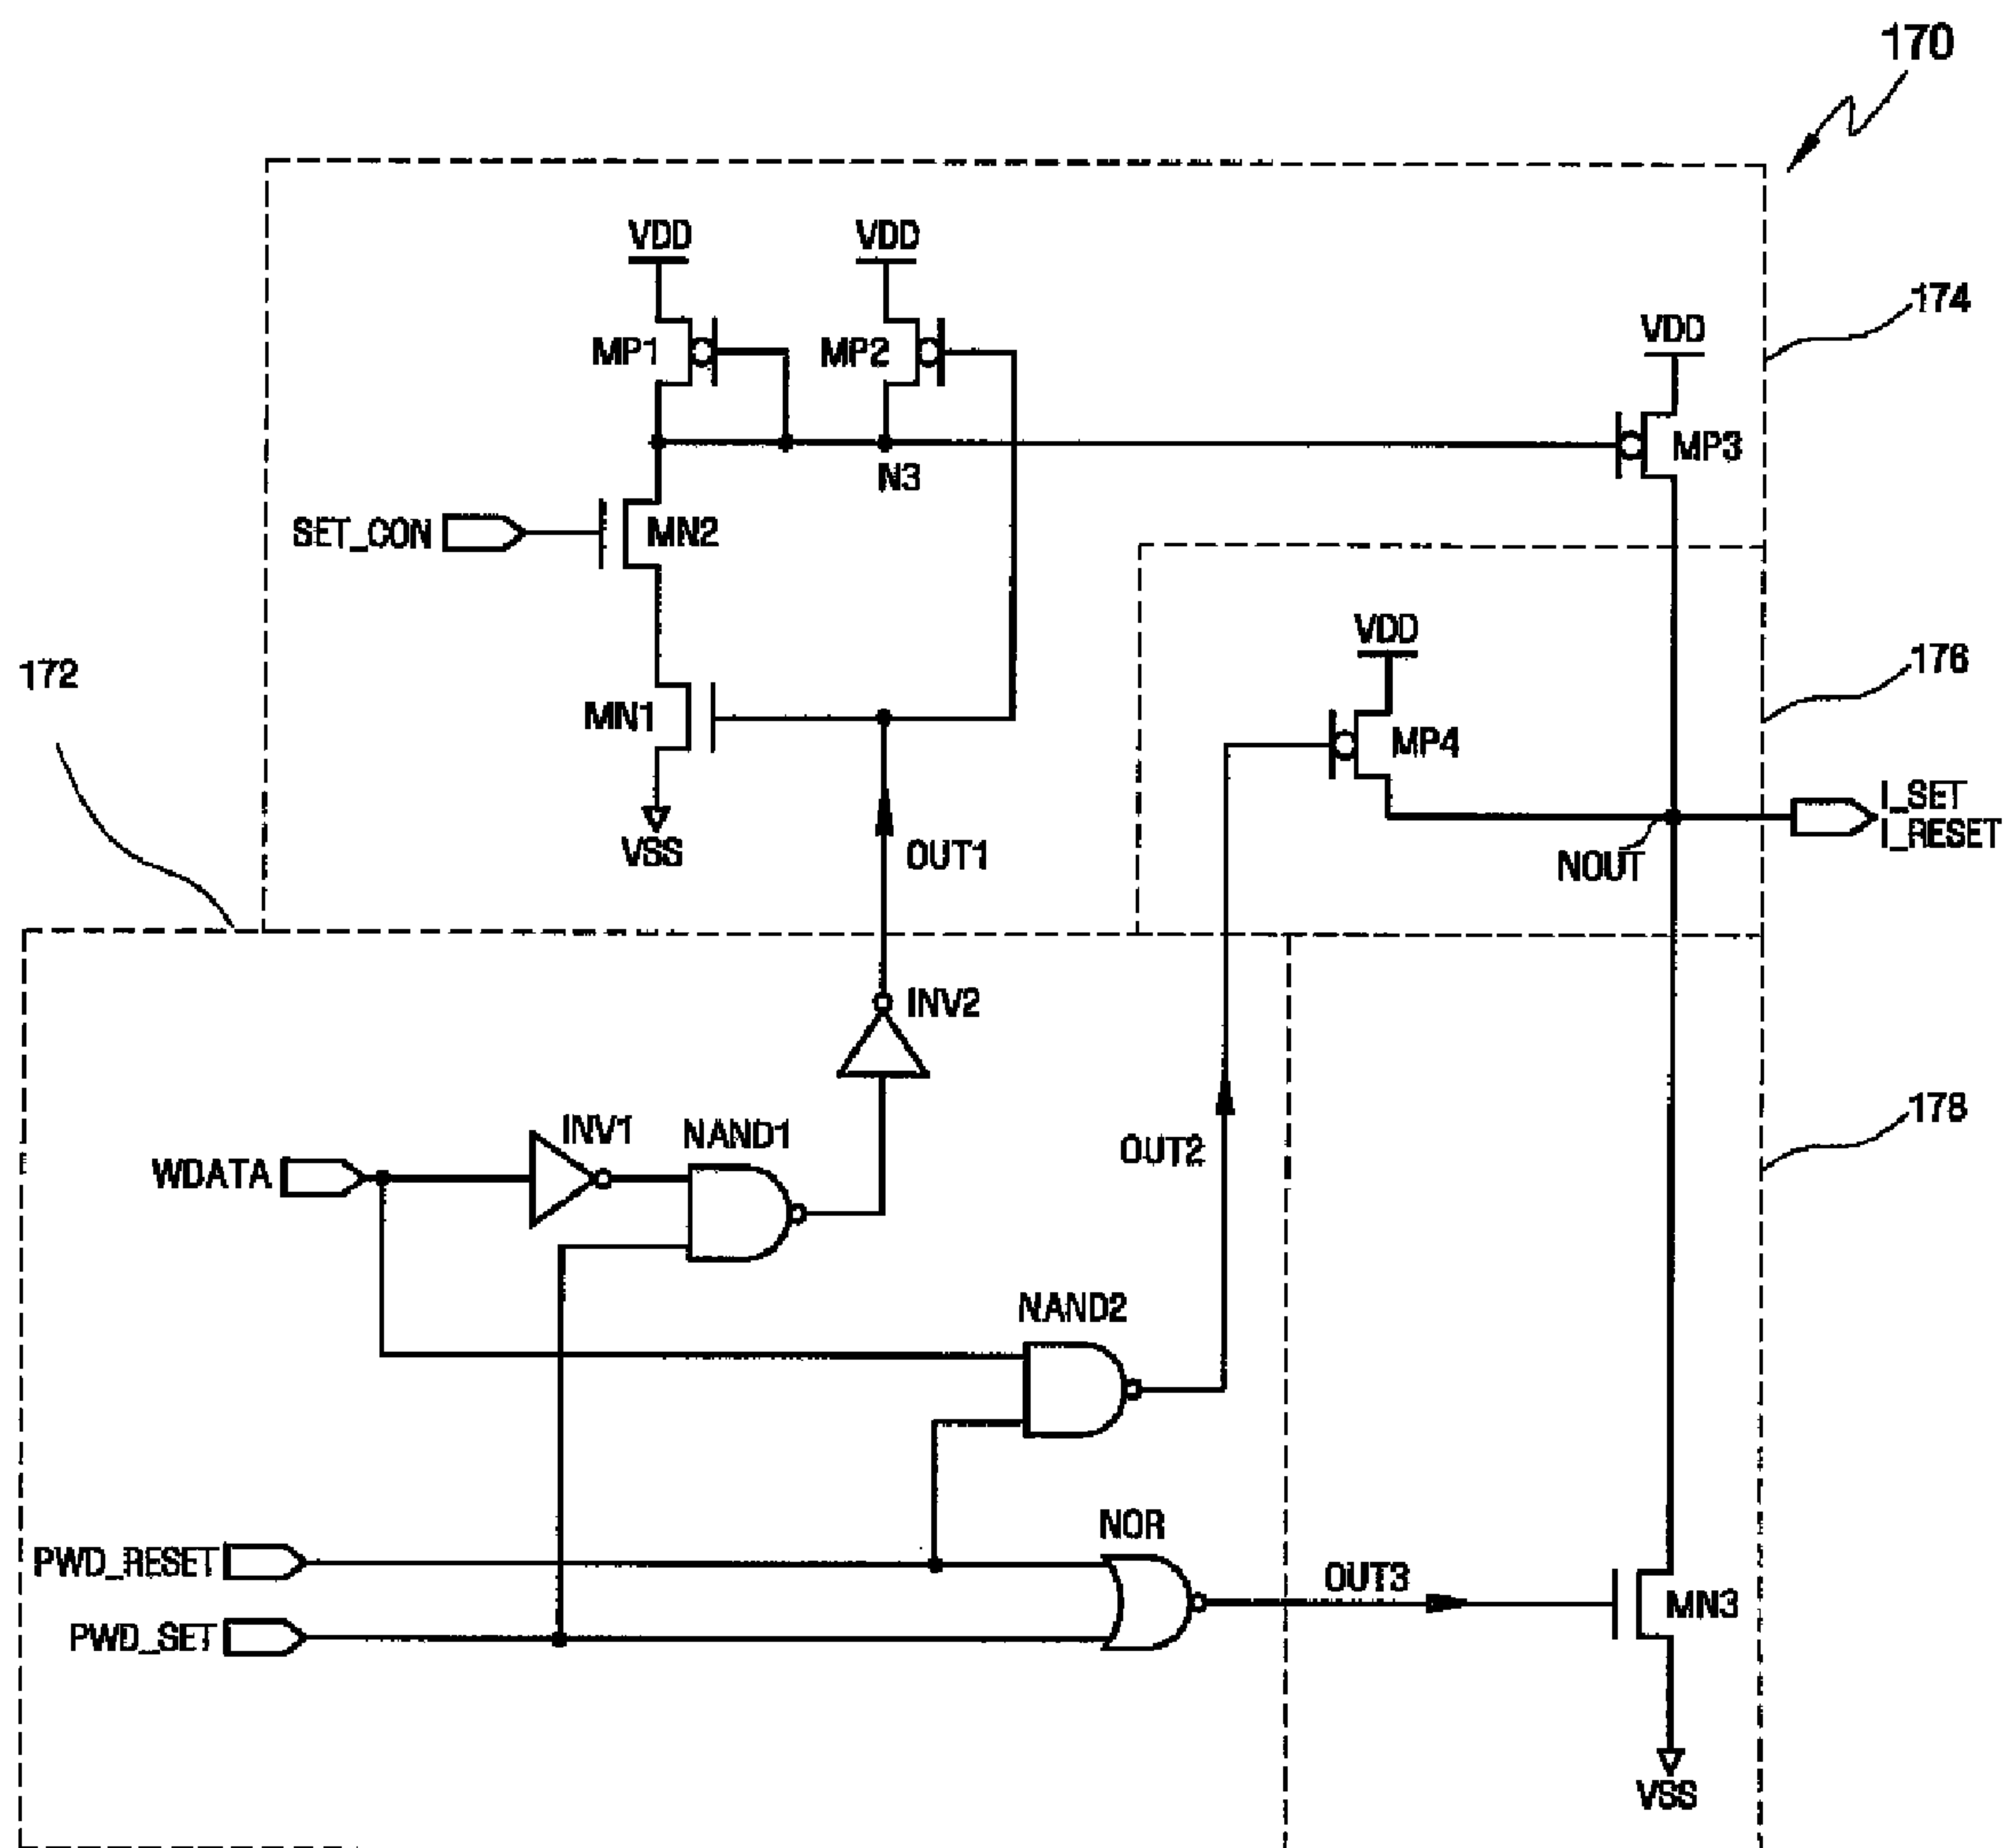 170
VDD
VDD
174
VDD
MP1
MP2
MP3
N3
SET_CON
MN2
172
VDD
176
MN1
MP4
I_SET
I_RESET
VSS
OUT1
NOUT
INV2
178
INV1
NAND1
OUT2
WDATA
NAND2
NOR
PWD_RESET
OUT3
MN3
PWD_SET
VSS